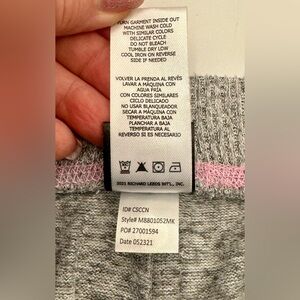 TURN GARMENT INSIDE OUT
MACHINE WASH COLD
WITH SIMILAR COLORS
DELICATE CYCLE
DO NOT BLEACH
TUMBLE DRY LOW
COOL IRON ON REVERSE
SIDE IF NEEDED
VOLVER LA PRENDA AL REVÉS
LAVAR A MÁQUINA CON
AGUA FRÍA
CON COLORES SIMILARES
CICLO DELICADO
NO USAR BLANQUEADOR
SECAR A MÁQUINA CON
TEMPERATURA BAJA
PLANCHAR A BAJA
TEMPERATURA AL
REVERSO SI ES NECESARIO
2021 RICHARD LEEDS INT'L., INC.
ID# CSCCN
Style# M8801052MK
PO# 27001594
Date 052321